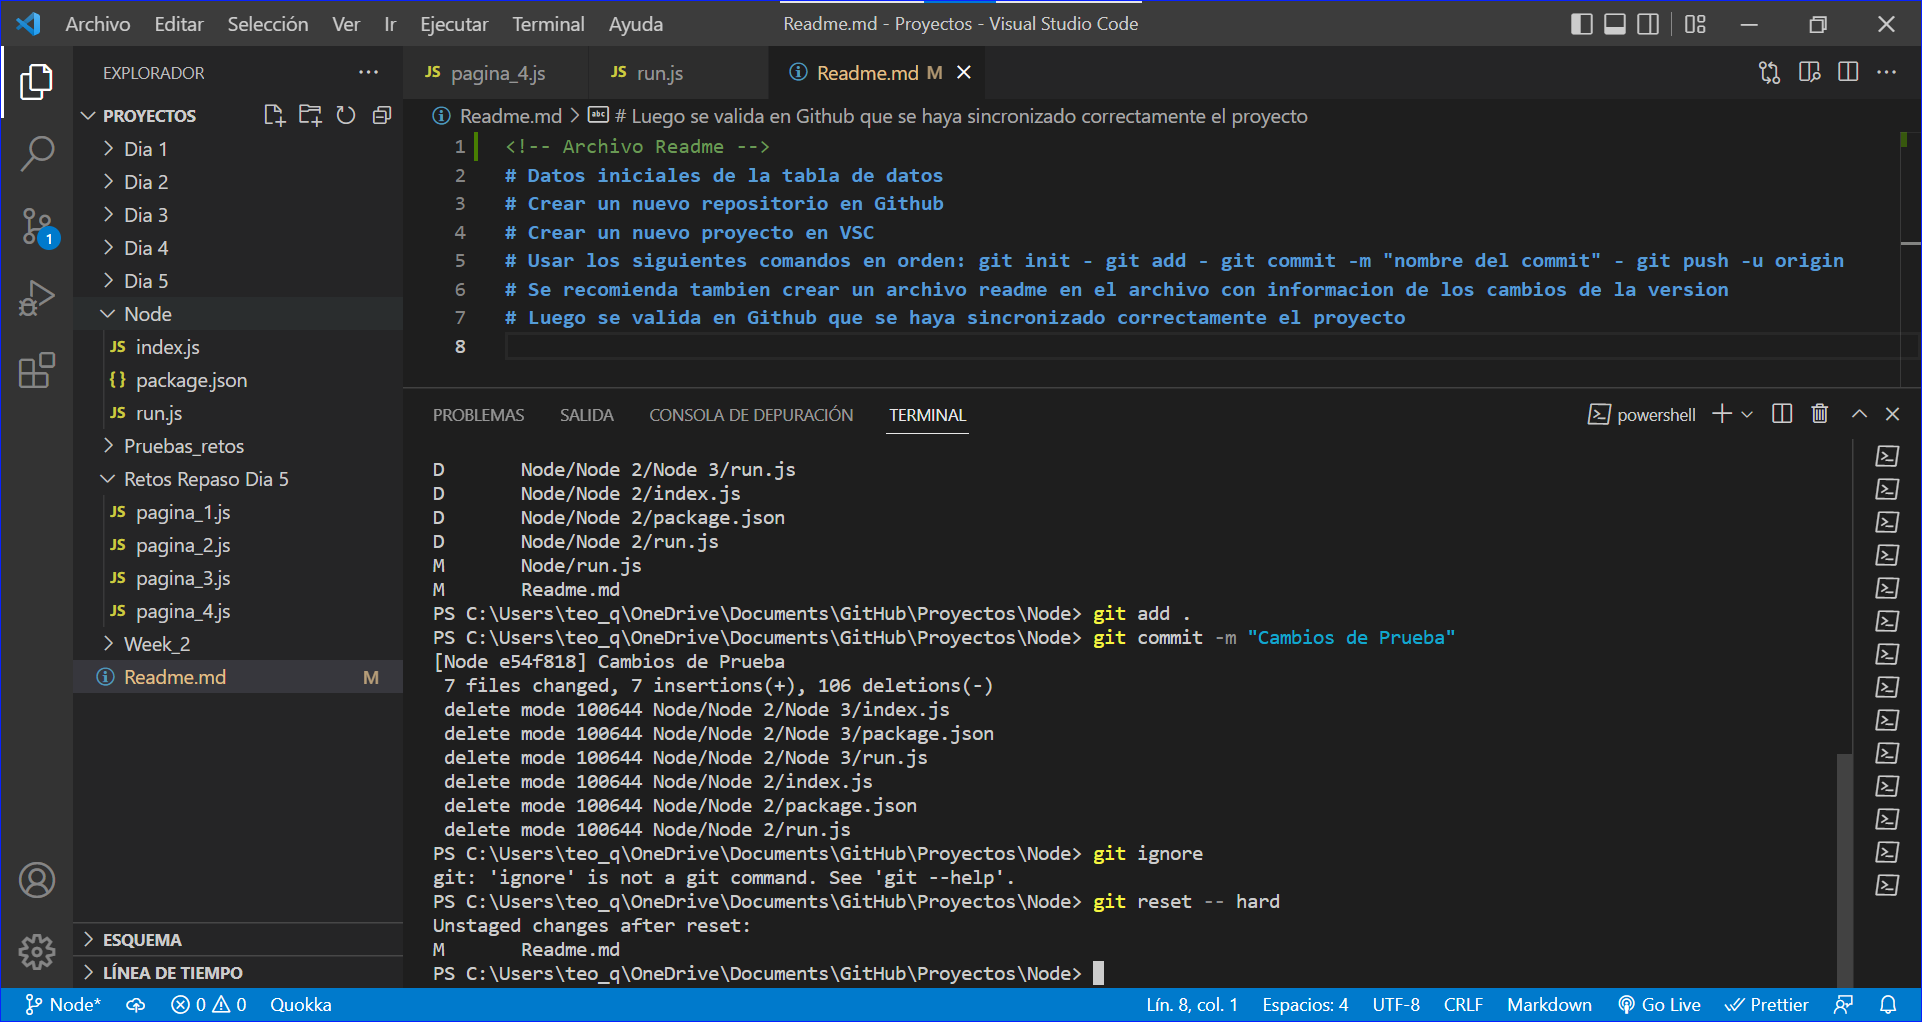 Archivo Editar Selección Ver Ir Ejecutar Terminal Ayuda Readme.md - Proyectos - Visual Studio Code
EXPLORADOR
JS pagina_4.js JS run.js Readme.md M
PROYECTOS
Readme.md > # Luego se valida en Github que se haya sincronizado correctamente el proyecto
Dia 1
Dia 2
Dia 3
Dia 4
Dia 5
Node
JS index.js
{} package.json
JS run.js
Pruebas_retos
Retos Repaso Dia 5
JS pagina_1.js
JS pagina_2.js
JS pagina_3.js
JS pagina_4.js
Week_2
Readme.md M
ESQUEMA
LÍNEA DE TIEMPO
1
1 <!-- Archivo Readme -->
2 # Datos iniciales de la tabla de datos
3 # Crear un nuevo repositorio en Github
4 # Crear un nuevo proyecto en VSC
5 # Usar los siguientes comandos en orden: git init - git add - git commit -m "nombre del commit" - git push -u origin
6 # Se recomienda tambien crear un archivo readme en el archivo con informacion de los cambios de la version
7 # Luego se valida en Github que se haya sincronizado correctamente el proyecto
8
PROBLEMAS SALIDA CONSOLA DE DEPURACIÓN TERMINAL powershell
D Node/Node 2/Node 3/run.js
D Node/Node 2/index.js
D Node/Node 2/package.json
D Node/Node 2/run.js
M Node/run.js
M Readme.md
PS C:\Users\teo_q\OneDrive\Documents\GitHub\Proyectos\Node> git add .
PS C:\Users\teo_q\OneDrive\Documents\GitHub\Proyectos\Node> git commit -m "Cambios de Prueba"
[Node e54f818] Cambios de Prueba
7 files changed, 7 insertions(+), 106 deletions(-)
delete mode 100644 Node/Node 2/Node 3/index.js
delete mode 100644 Node/Node 2/Node 3/package.json
delete mode 100644 Node/Node 2/Node 3/run.js
delete mode 100644 Node/Node 2/index.js
delete mode 100644 Node/Node 2/package.json
delete mode 100644 Node/Node 2/run.js
PS C:\Users\teo_q\OneDrive\Documents\GitHub\Proyectos\Node> git ignore
git: 'ignore' is not a git command. See 'git --help'.
PS C:\Users\teo_q\OneDrive\Documents\GitHub\Proyectos\Node> git reset -- hard
Unstaged changes after reset:
M Readme.md
PS C:\Users\teo_q\OneDrive\Documents\GitHub\Proyectos\Node>
Node* 0 0 Quokka Lín. 8, col. 1 Espacios: 4 UTF-8 CRLF Markdown Go Live Prettier